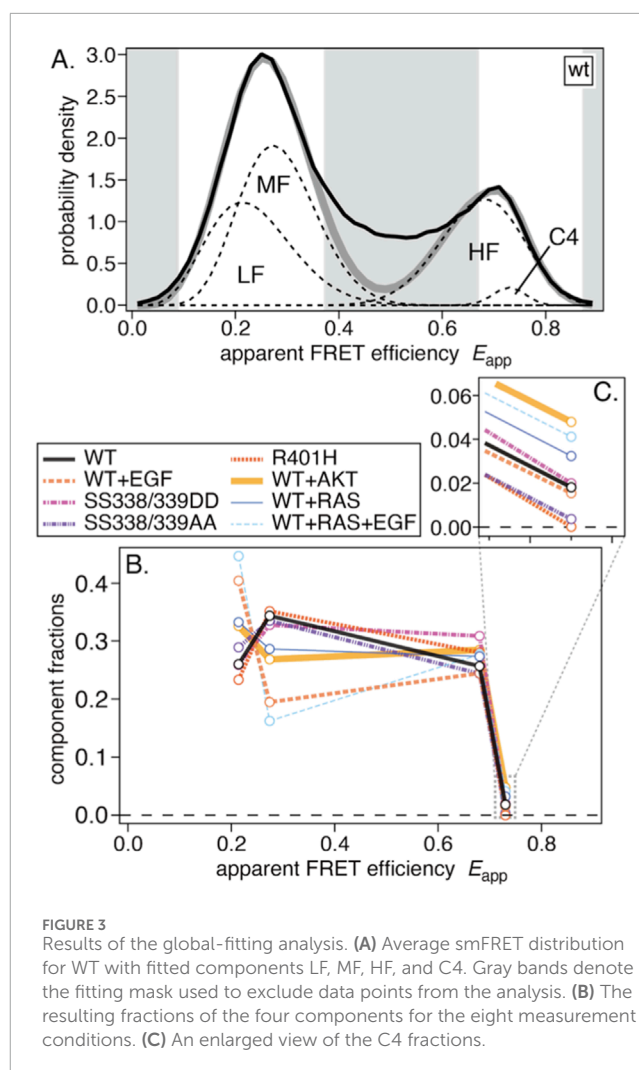 A.
wt
3.0
2.5
2.0
1.5
1.0
0.5
0.0
probability density
MF
LF
HF
C4
0.0 0.2 0.4 0.6 0.8
apparent FRET efficiency Eapp
C.
0.06
0.04
0.02
0.00
WT R401H
WT+EGF WT+AKT
SS338/339DD WT+RAS
SS338/339AA WT+RAS+EGF
B.
0.4
0.3
0.2
0.1
0.0
component fractions
0.0 0.2 0.4 0.6 0.8
apparent FRET efficiency Eapp
FIGURE 3
Results of the global-fitting analysis. (A) Average smFRET distribution
for WT with fitted components LF, MF, HF, and C4. Gray bands denote
the fitting mask used to exclude data points from the analysis. (B) The
resulting fractions of the four components for the eight measurement
conditions. (C) An enlarged view of the C4 fractions.